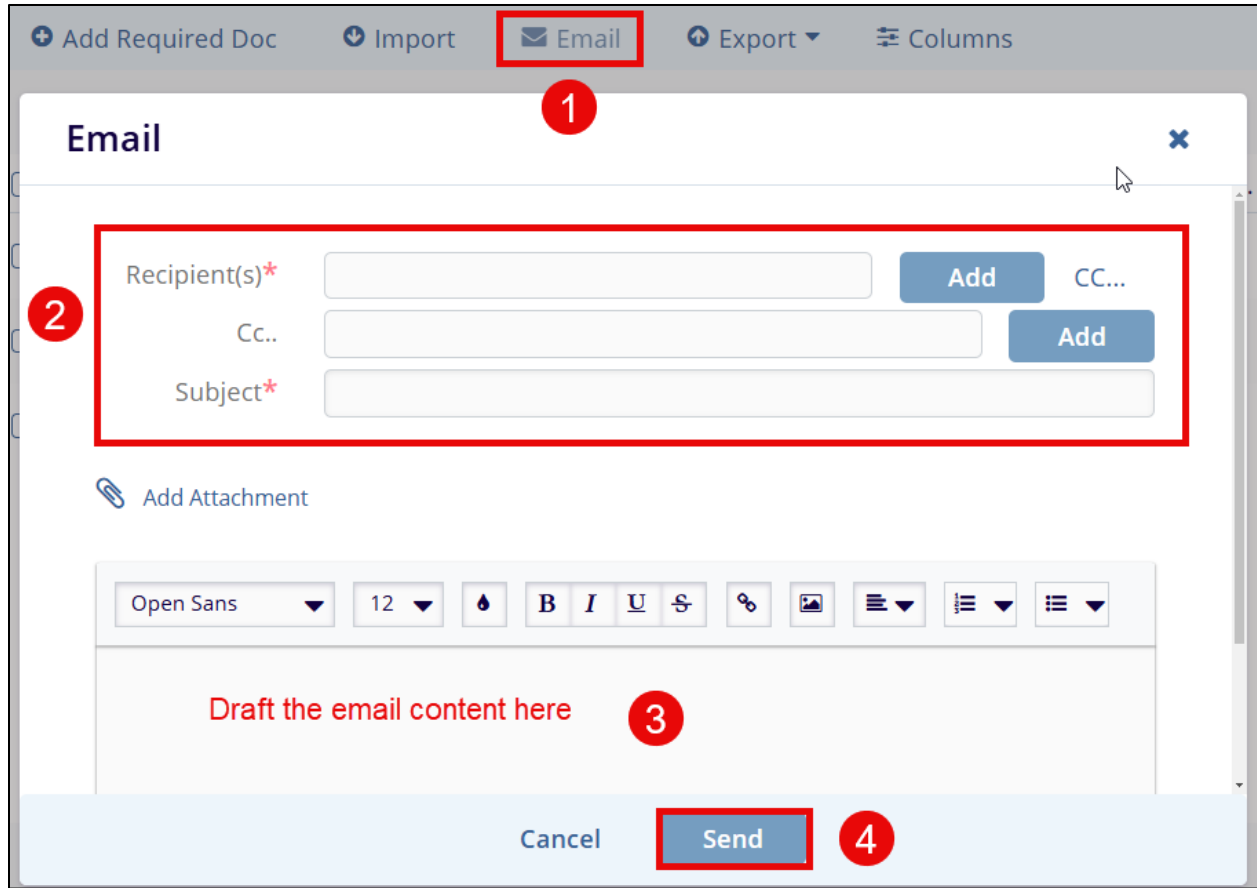 Add Required Doc Import Email Export Columns
1
Email
Recipient(s)* Add CC...
2
Cc.. Add
Subject*
Add Attachment
Open Sans 12 B I U S
Draft the email content here 3
Cancel Send 4